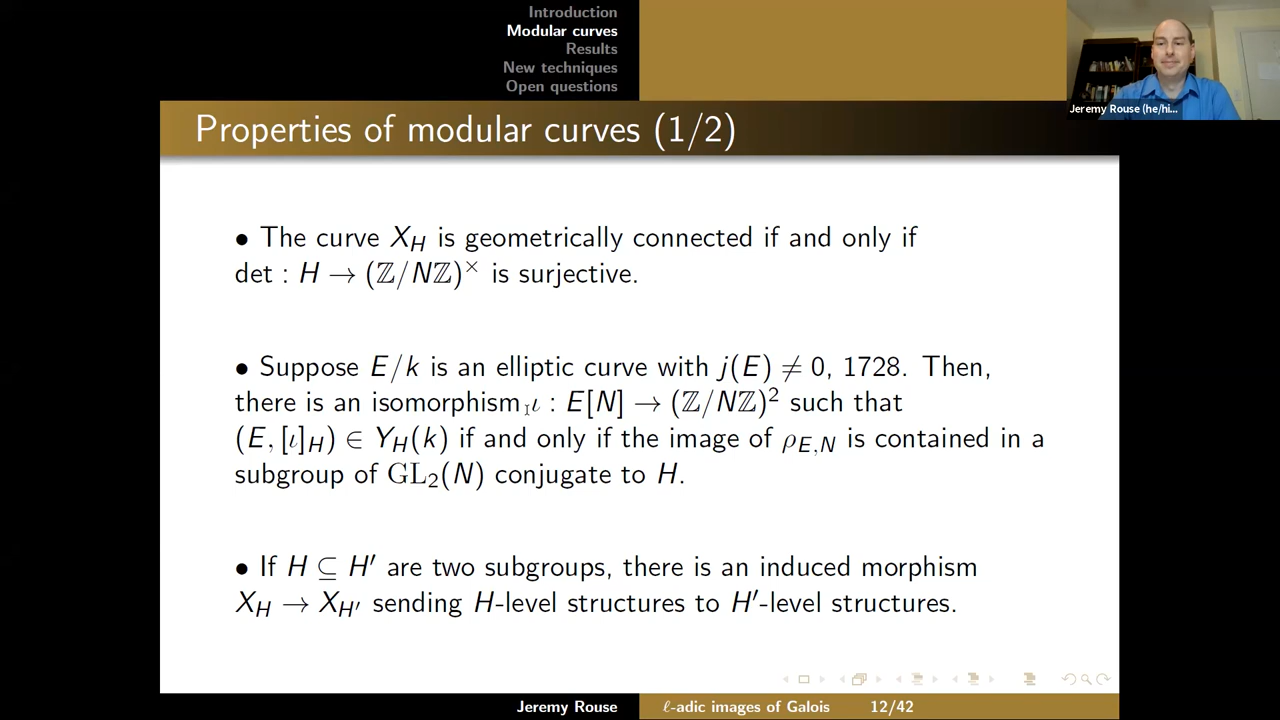 Introduction
Modular curves
Results
New techniques
Open questions
Jeremy Rouse (he/hi...
Properties of modular curves (1/2)
• The curve X_H is geometrically connected if and only if
det : H → (ℤ/Nℤ)^× is surjective.
• Suppose E/k is an elliptic curve with j(E) ≠ 0, 1728. Then,
there is an isomorphism ι : E[N] → (ℤ/Nℤ)² such that
(E, [ι]_H) ∈ Y_H(k) if and only if the image of ρ_{E,N} is contained in a
subgroup of GL₂(N) conjugate to H.
• If H ⊆ H′ are two subgroups, there is an induced morphism
X_H → X_{H′} sending H-level structures to H′-level structures.
Jeremy Rouse
ℓ-adic images of Galois
12/42